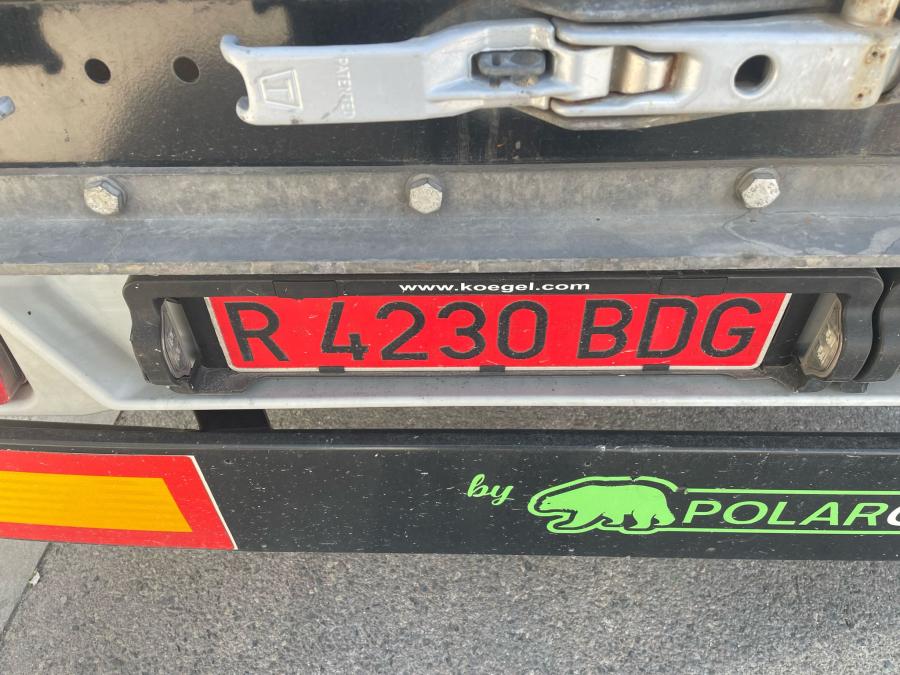 PATENTED
www.koegel.com
R 4230 BDG
by
POLAR